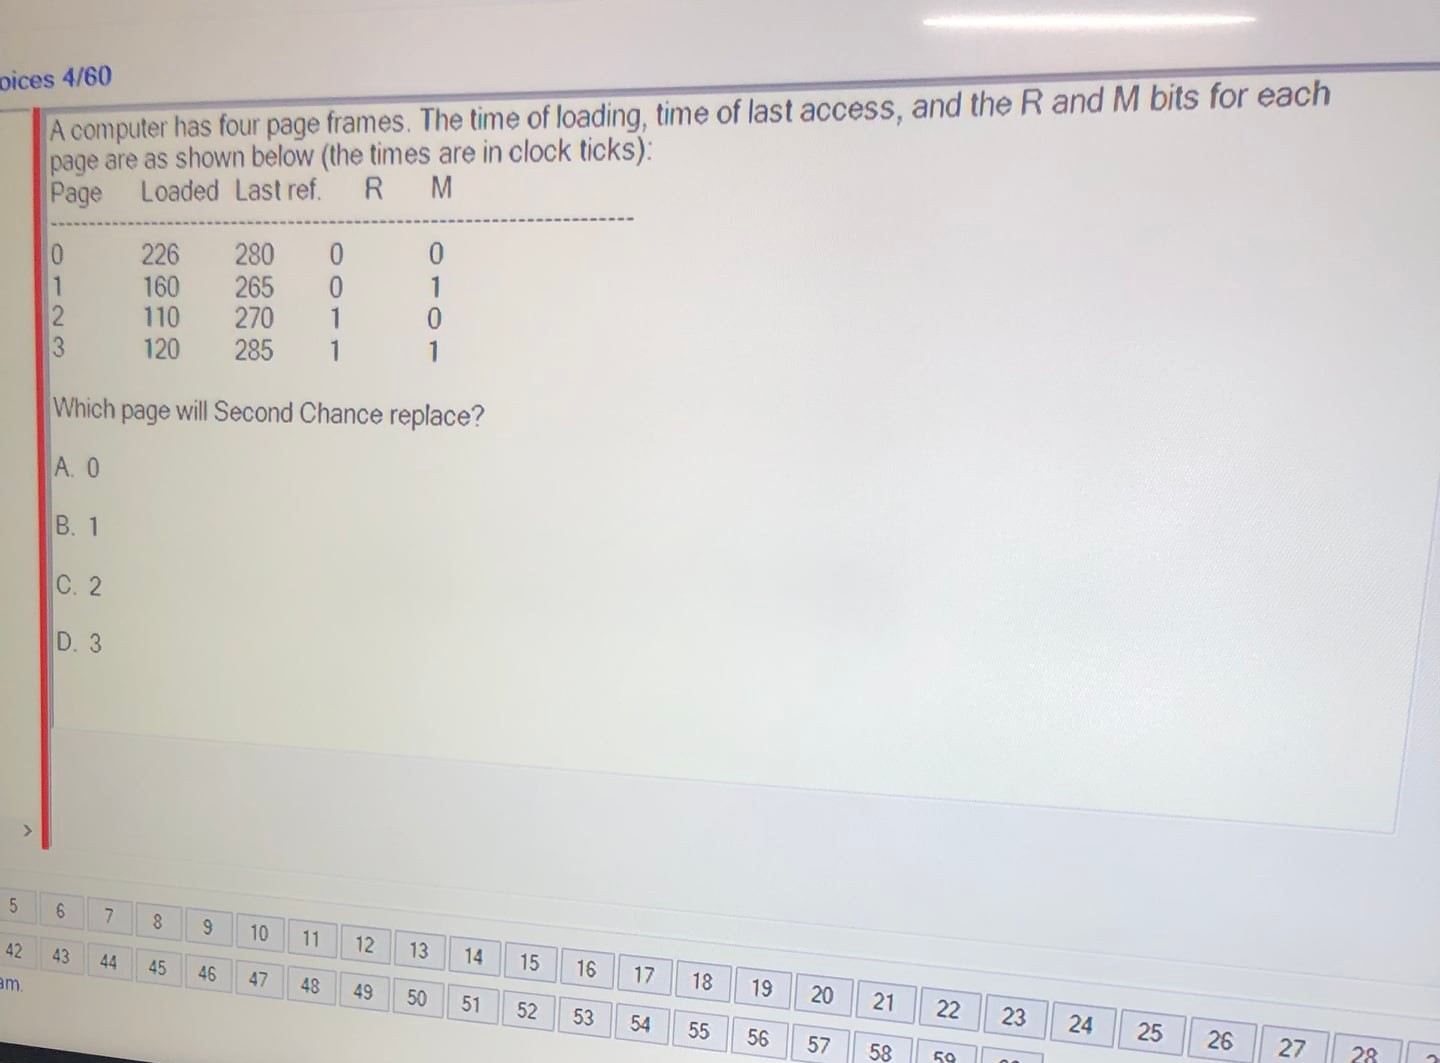 oices 4/60
A computer has four page frames. The time of loading, time of last access, and the R and M bits for each
page are as shown below (the times are in clock ticks):
Page Loaded Last ref. R M
--------------------------------------------------------------------------------
0 226 280 0 0
1 160 265 0 1
2 110 270 1 0
3 120 285 1 1
Which page will Second Chance replace?
A. 0
B. 1
C. 2
D. 3
>
5 6 7 8 9 10 11 12 13 14 15 16 17 18 19 20 21 22 23 24 25 26 27 28
42 43 44 45 46 47 48 49 50 51 52 53 54 55 56 57 58 59
am.